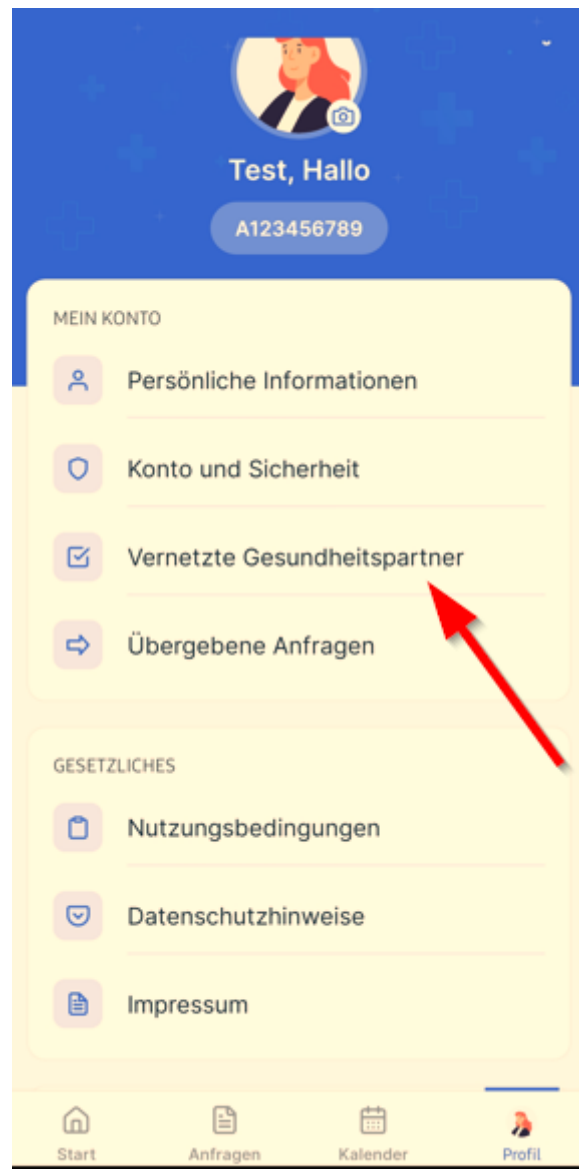 Test, Hallo
A123456789
MEIN KONTO
Persönliche Informationen
Konto und Sicherheit
Vernetzte Gesundheitspartner
Übergebene Anfragen
GESETZLICHES
Nutzungsbedingungen
Datenschutzhinweise
Impressum
Start Anfragen Kalender Profil